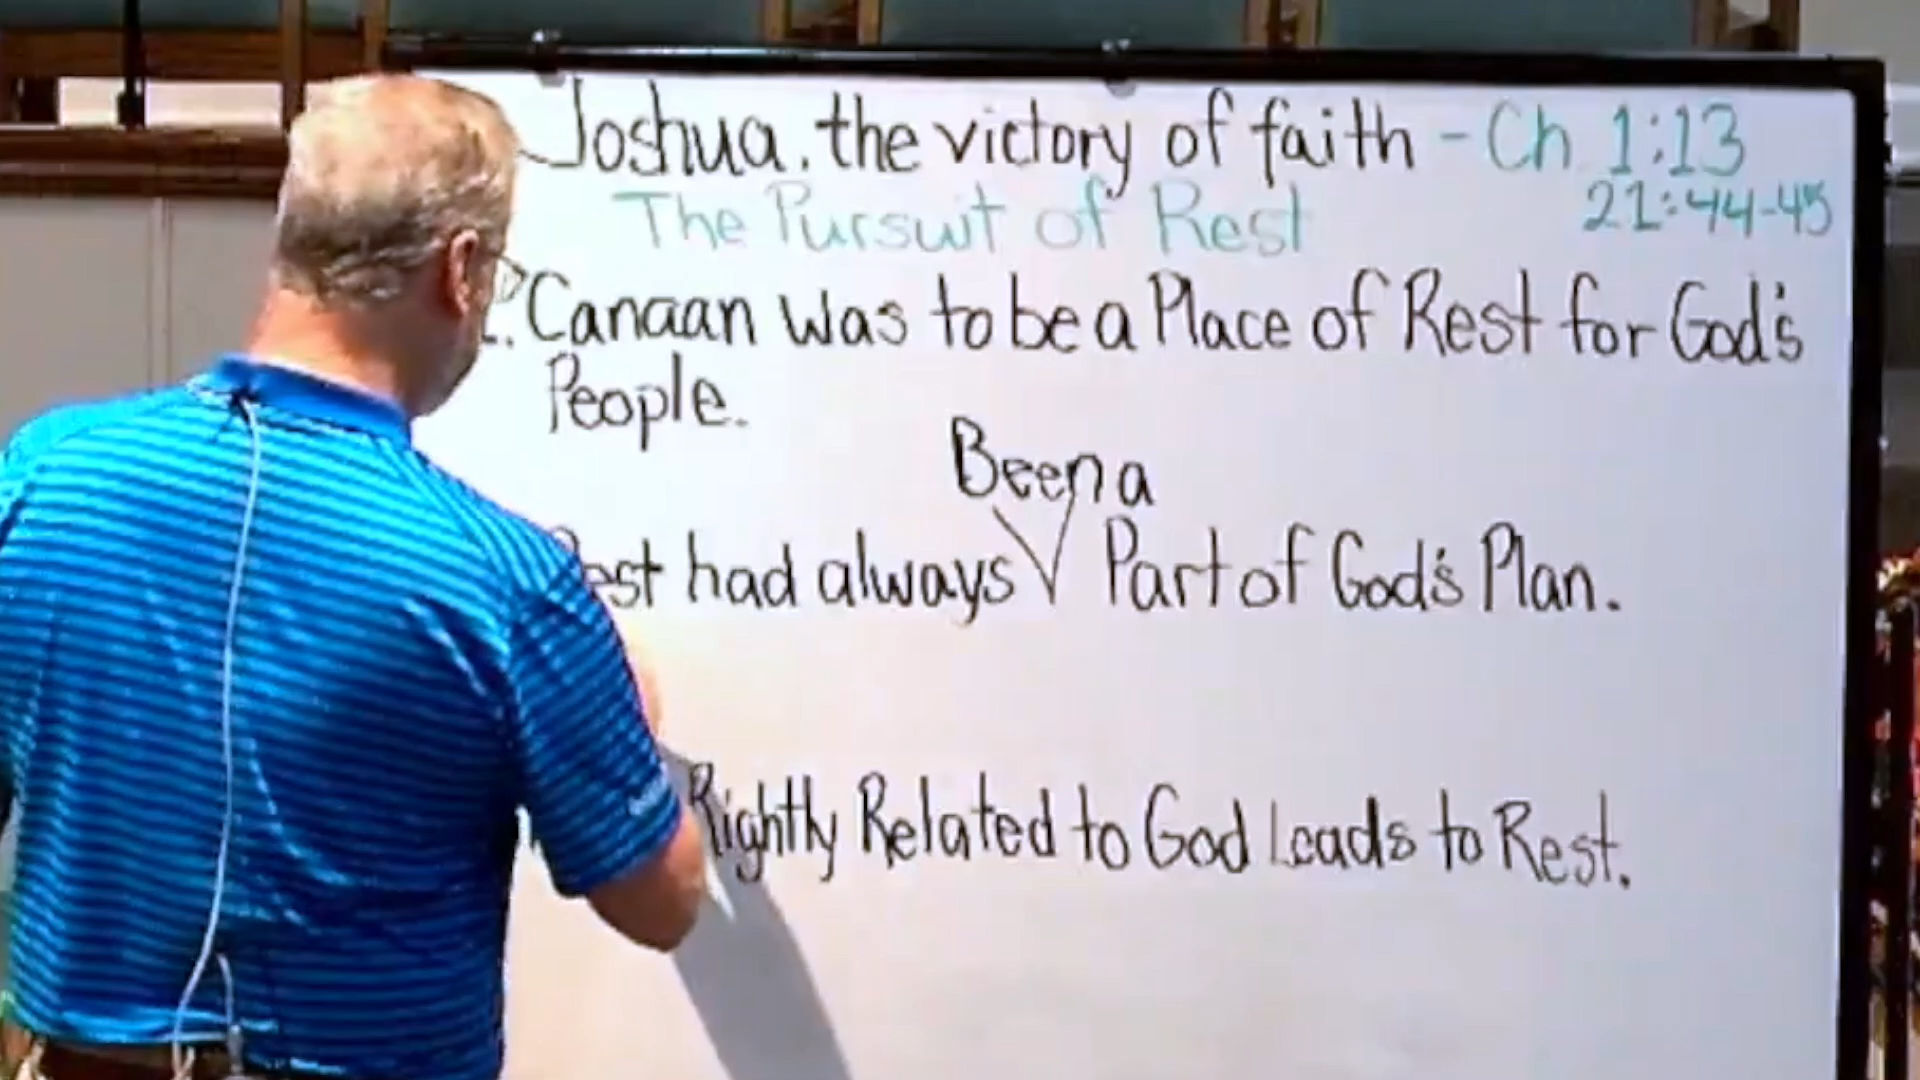 Joshua, the victory of faith - Ch 1:13
The Pursuit of Rest 21:44-45
Canaan was to be a Place of Rest for God's
People.
Been a
Rest had always V Part of God's Plan.
Rightly Related to God Leads to Rest.